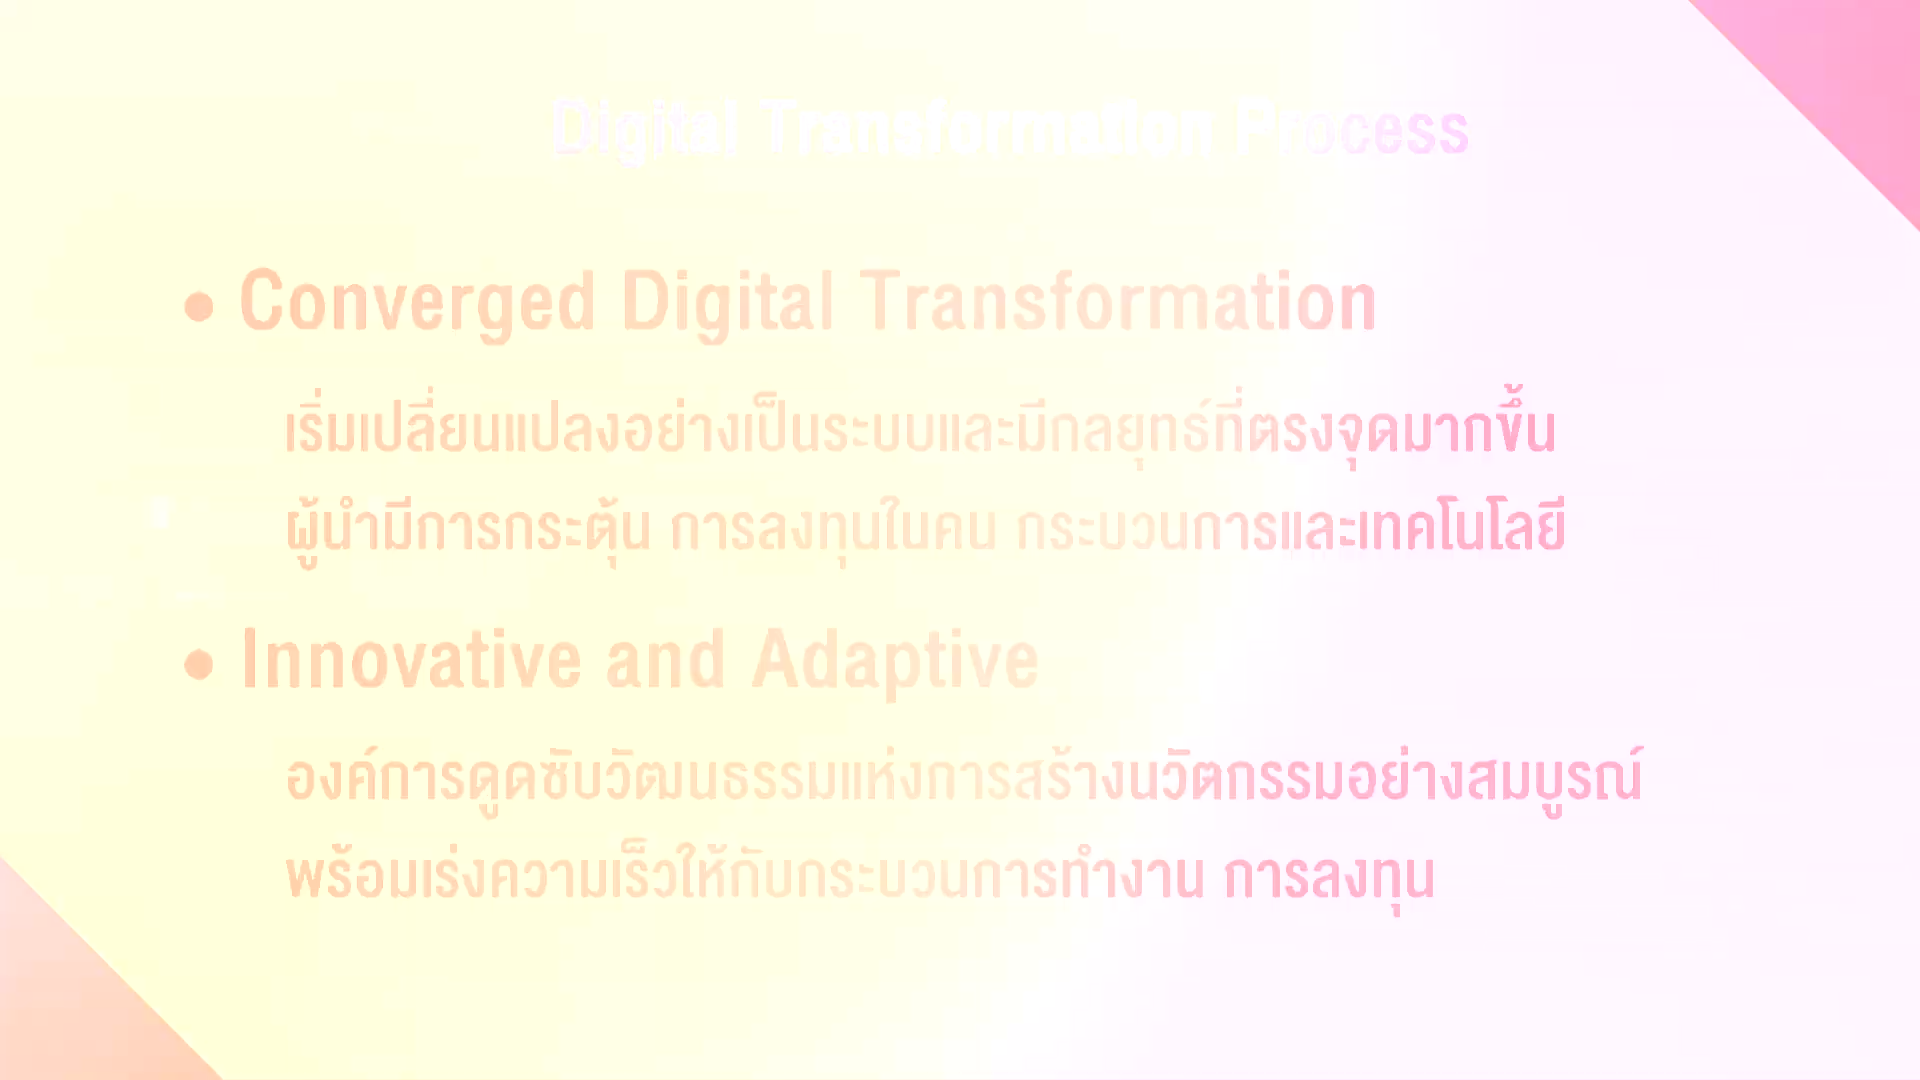 Digital Transformation Process
• Converged Digital Transformation
เริ่มเปลี่ยนแปลงอย่างเป็นระบบและมีกลยุทธ์ที่ตรงจุดมากขึ้น
ผู้นำมีการกระตุ้น การลงทุนในคน กระบวนการและเทคโนโลยี
• Innovative and Adaptive
องค์การดูดซับวัฒนธรรมแห่งการสร้างนวัตกรรมอย่างสมบูรณ์
พร้อมเร่งความเร็วให้กับกระบวนการทำงาน การลงทุน